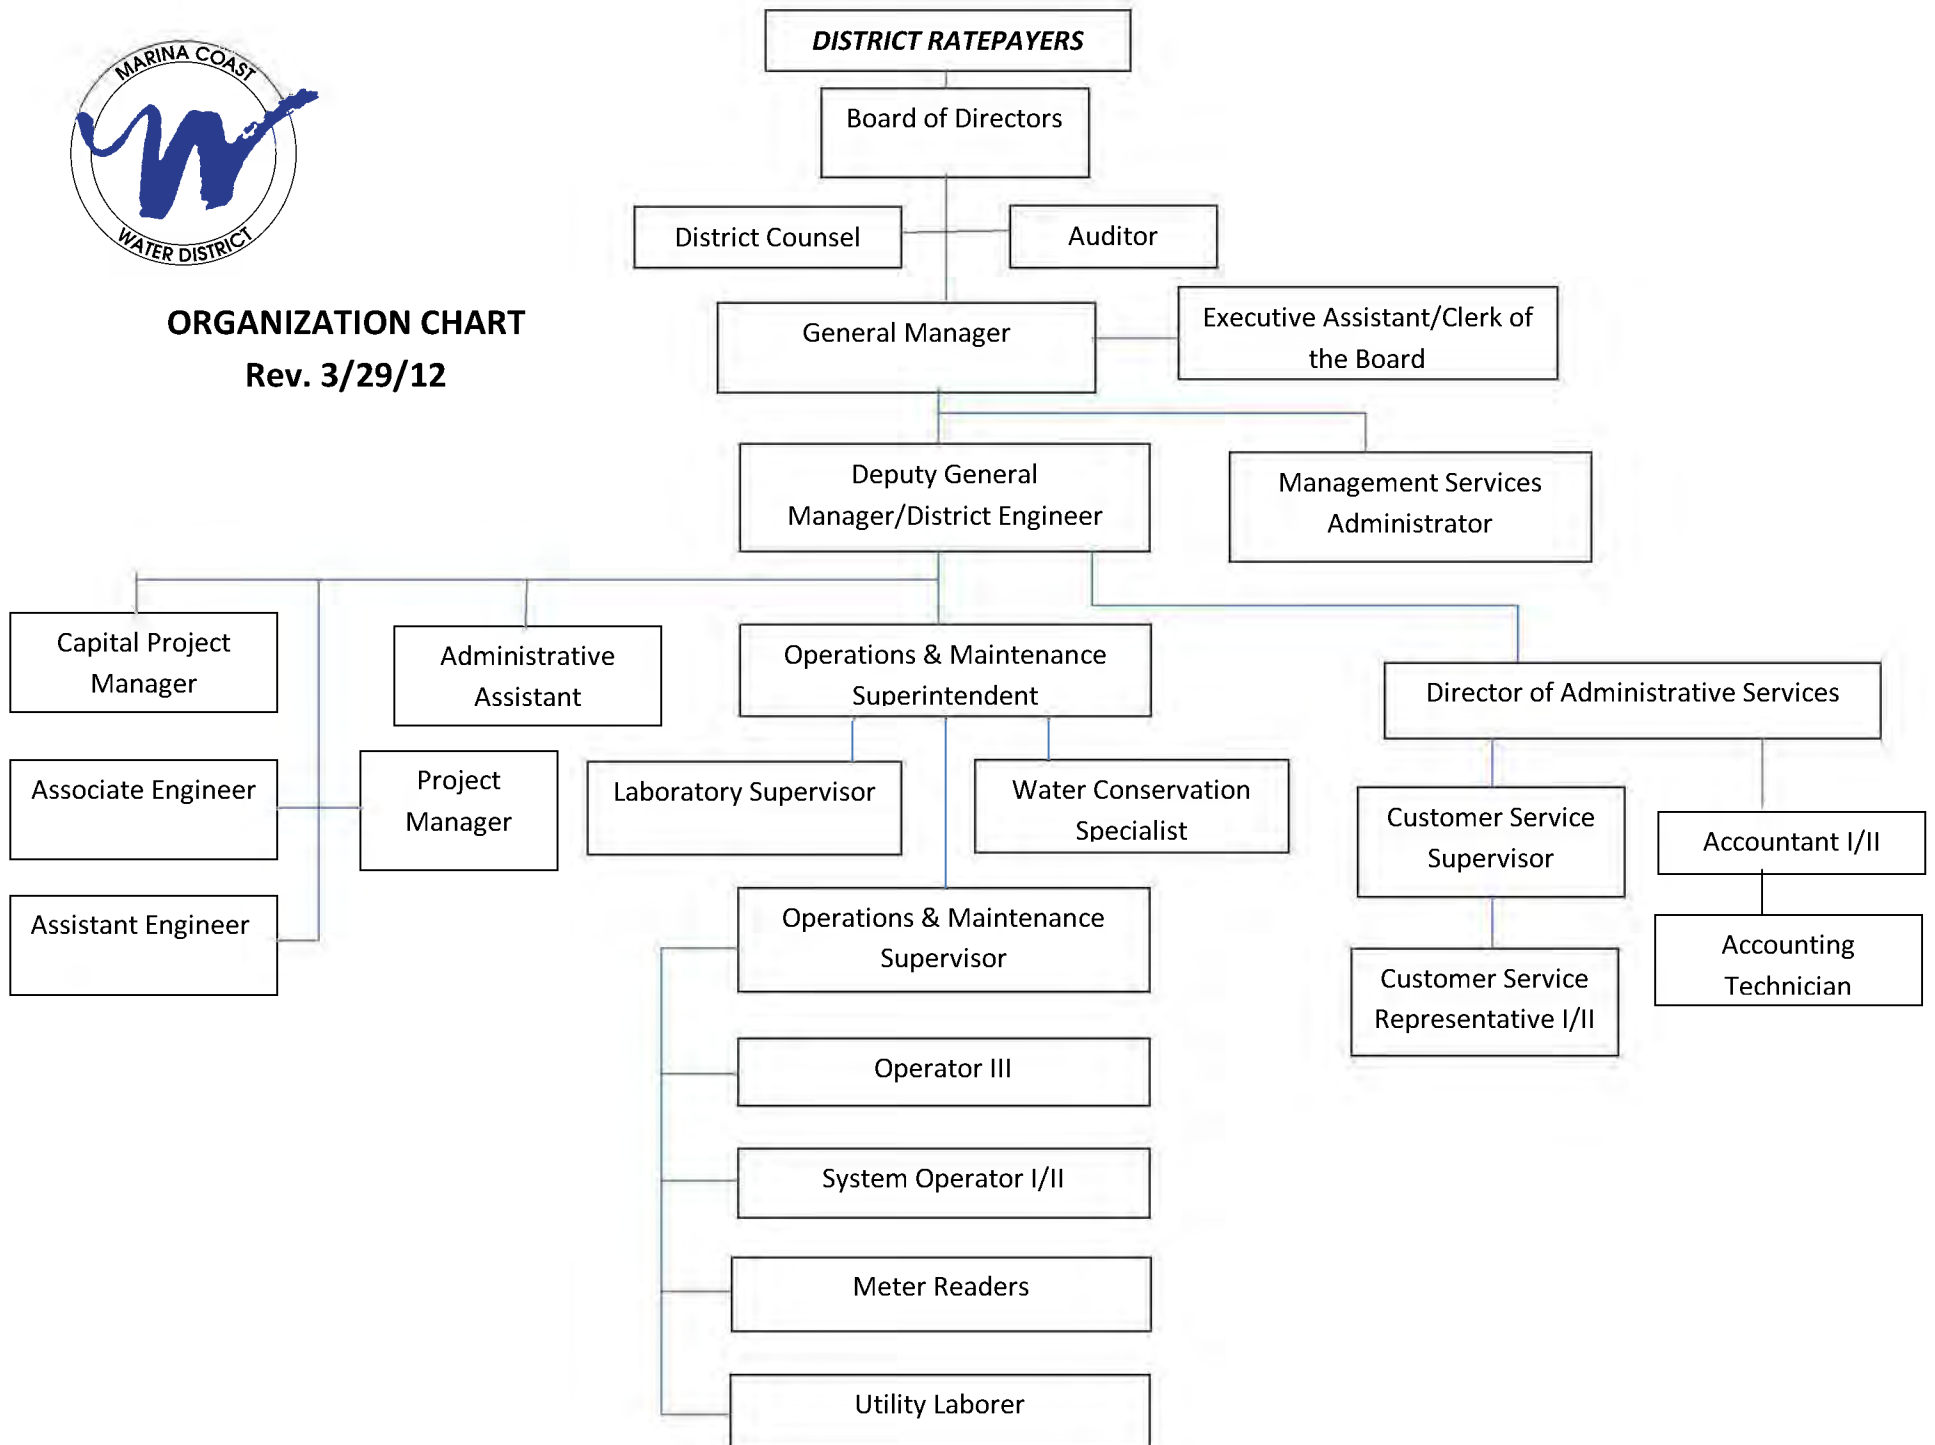 MARINA COAST
WATER DISTRICT
ORGANIZATION CHART
Rev. 3/29/12
DISTRICT RATEPAYERS
Board of Directors
District Counsel
Auditor
General Manager
Executive Assistant/Clerk of
the Board
Deputy General
Manager/District Engineer
Management Services
Administrator
Capital Project
Manager
Administrative
Assistant
Operations & Maintenance
Superintendent
Director of Administrative Services
Associate Engineer
Project
Manager
Laboratory Supervisor
Water Conservation
Specialist
Customer Service
Supervisor
Accountant I/II
Assistant Engineer
Operations & Maintenance
Supervisor
Customer Service
Representative I/II
Accounting
Technician
Operator III
System Operator I/II
Meter Readers
Utility Laborer